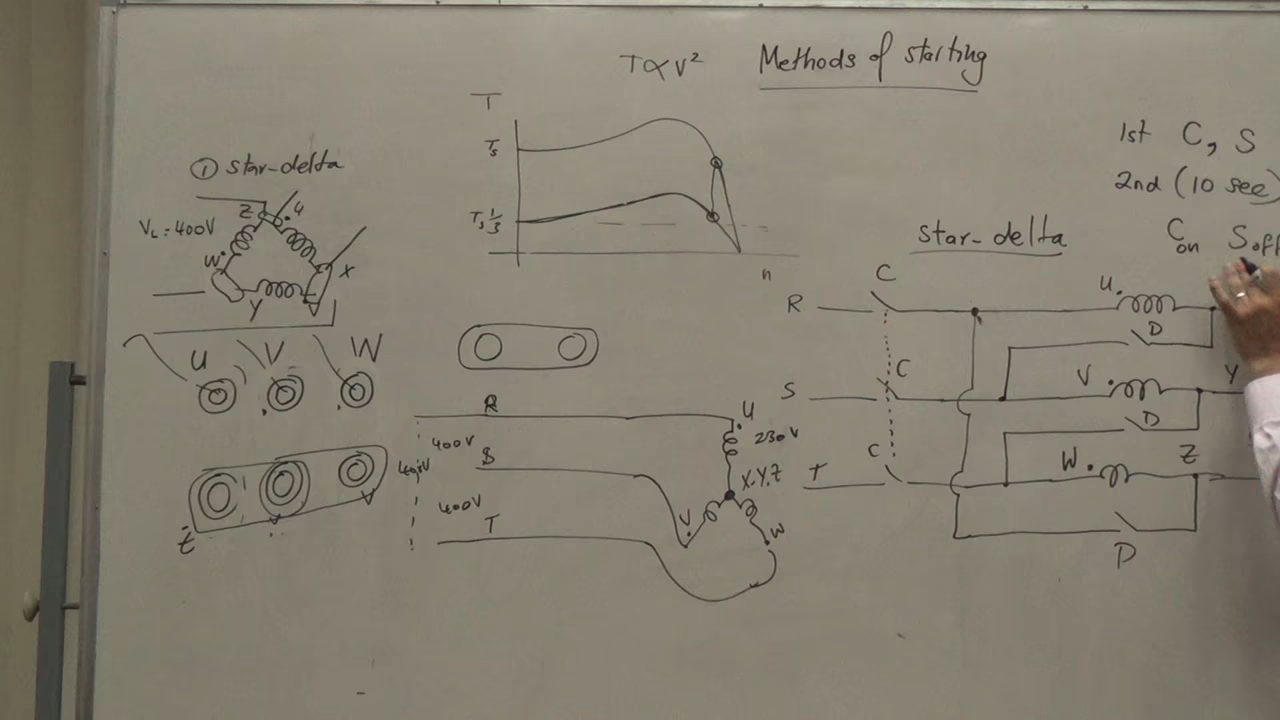 T∝V² Methods of starting
T
Ts
Ts 1/3
n
① star-delta
VL = 400V
Z u
W
X
Y
V
U V W
Z
R
400V
S
400V
T
400V
U
230V
X.Y.Z
V
W
1st C, S
2nd (10 sec)
C on S off
star-delta
C
R
U
D
C
S
V
Y
D
C
T
W
Z
D